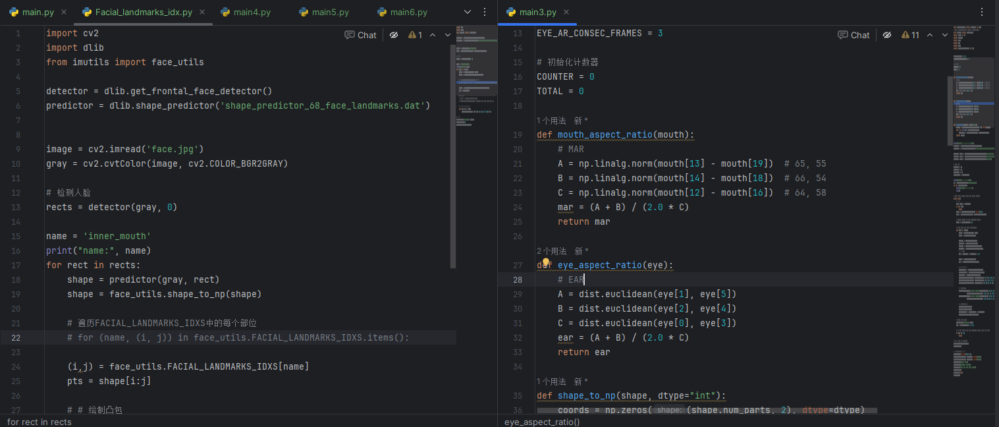 main.py
Facial_landmarks_idx.py
main4.py
main5.py
main6.py
Chat
1
1 import cv2
2 import dlib
3 from imutils import face_utils
4
5 detector = dlib.get_frontal_face_detector()
6 predictor = dlib.shape_predictor('shape_predictor_68_face_landmarks.dat')
7
8
9 image = cv2.imread('face.jpg')
10 gray = cv2.cvtColor(image, cv2.COLOR_BGR2GRAY)
11
12 # 检测人脸
13 rects = detector(gray, 0)
14
15 name = 'inner_mouth'
16 print("name:", name)
17 for rect in rects:
18 shape = predictor(gray, rect)
19 shape = face_utils.shape_to_np(shape)
20
21 # 遍历FACIAL_LANDMARKS_IDXS中的每个部位
22 # for (name, (i, j)) in face_utils.FACIAL_LANDMARKS_IDXS.items():
23
24 (i,j) = face_utils.FACIAL_LANDMARKS_IDXS[name]
25 pts = shape[i:j]
26
27 # # 绘制凸包
for rect in rects
main3.py
Chat
11
13 EYE_AR_CONSEC_FRAMES = 3
14
15 # 初始化计数器
16 COUNTER = 0
17 TOTAL = 0
18
1个用法 新 *
19 def mouth_aspect_ratio(mouth):
20 # MAR
21 A = np.linalg.norm(mouth[13] - mouth[19]) # 65, 55
22 B = np.linalg.norm(mouth[14] - mouth[18]) # 66, 54
23 C = np.linalg.norm(mouth[12] - mouth[16]) # 64, 58
24 mar = (A + B) / (2.0 * C)
25 return mar
26
2个用法 新 *
27 def eye_aspect_ratio(eye):
28 # EAR
29 A = dist.euclidean(eye[1], eye[5])
30 B = dist.euclidean(eye[2], eye[4])
31 C = dist.euclidean(eye[0], eye[3])
32 ear = (A + B) / (2.0 * C)
33 return ear
34
1个用法 新 *
35 def shape_to_np(shape, dtype="int"):
36 coords = np.zeros( shape: (shape.num_parts, 2), dtype=dtype)
eye_aspect_ratio()